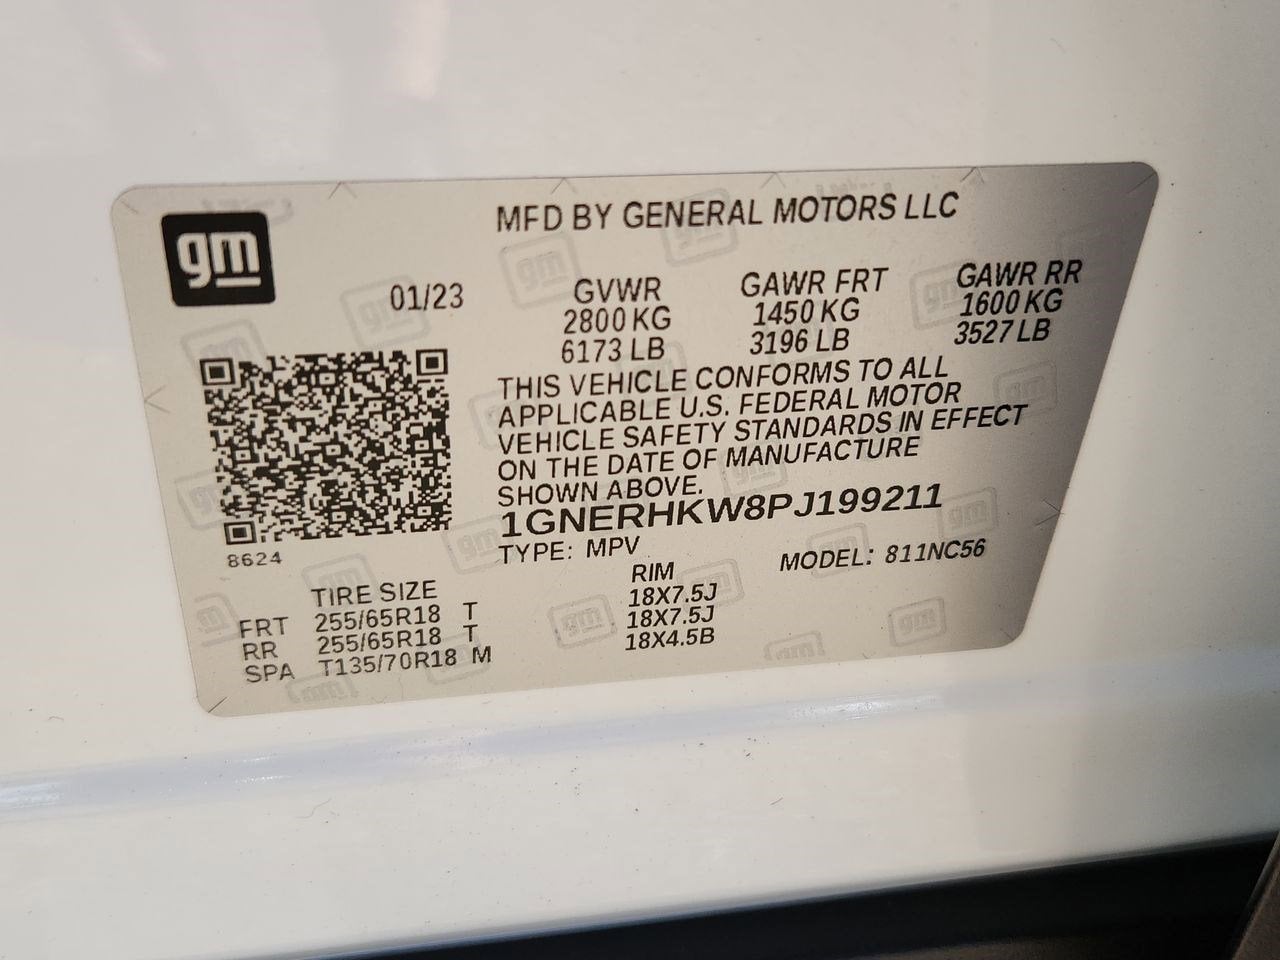 gm
MFD BY GENERAL MOTORS LLC
01/23 GVWR GAWR FRT GAWR RR
2800 KG 1450 KG 1600 KG
6173 LB 3196 LB 3527 LB
THIS VEHICLE CONFORMS TO ALL
APPLICABLE U.S. FEDERAL MOTOR
VEHICLE SAFETY STANDARDS IN EFFECT
ON THE DATE OF MANUFACTURE
SHOWN ABOVE.
1GNERHKW8PJ199211
8624
TYPE: MPV MODEL: 811NC56
TIRE SIZE RIM
FRT 255/65R18 T 18X7.5J
RR 255/65R18 T 18X7.5J
SPA T135/70R18 M 18X4.5B